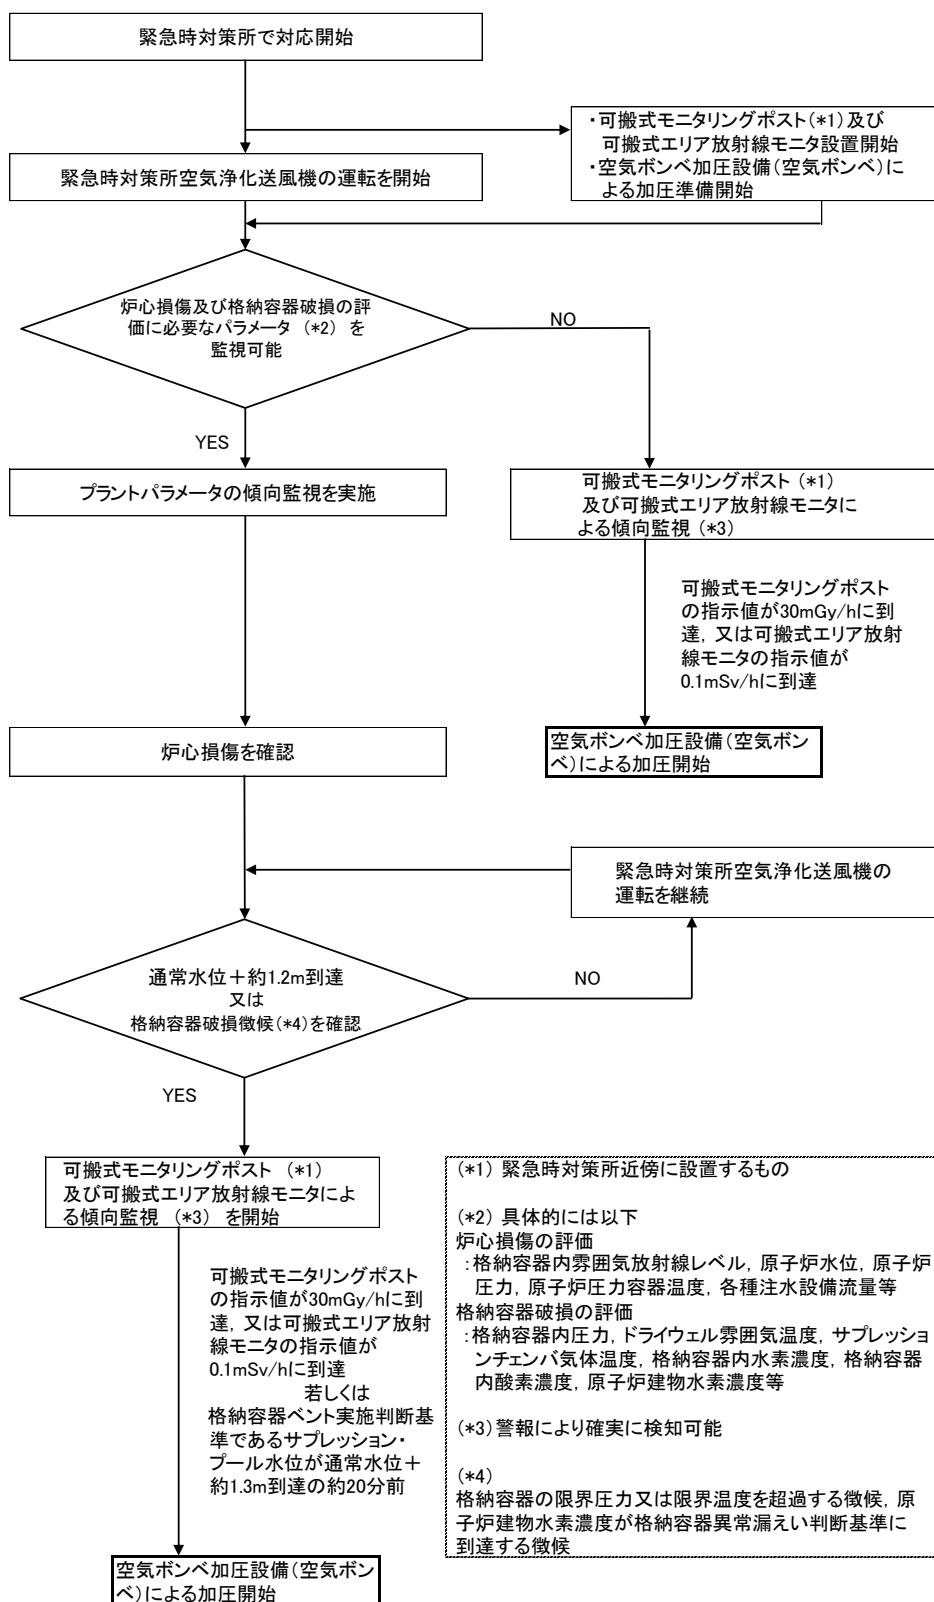 緊急時対策所で対応開始
・可搬式モニタリングポスト(*1)及び
可搬式エリア放射線モニタ設置開始
・空気ボンベ加圧設備(空気ボンベ)に
よる加圧準備開始
緊急時対策所空気浄化送風機の運転を開始
炉心損傷及び格納容器破損の評
価に必要なパラメータ (*2) を
監視可能
NO
YES
プラントパラメータの傾向監視を実施
可搬式モニタリングポスト (*1)
及び可搬式エリア放射線モニタに
よる傾向監視 (*3)
可搬式モニタリングポスト
の指示値が30mGy/hに到
達，又は可搬式エリア放射
線モニタの指示値が
0.1mSv/hに到達
炉心損傷を確認
空気ボンベ加圧設備(空気ボン
ベ)による加圧開始
緊急時対策所空気浄化送風機の
運転を継続
通常水位＋約1.2m到達
又は
格納容器破損徴候(*4)を確認
NO
YES
可搬式モニタリングポスト (*1)
及び可搬式エリア放射線モニタによ
る傾向監視 (*3) を開始
可搬式モニタリングポスト
の指示値が30mGy/hに到
達，又は可搬式エリア放射
線モニタの指示値が
0.1mSv/hに到達
若しくは
格納容器ベント実施判断基
準であるサプレッション・
プール水位が通常水位＋
約1.3m到達の約20分前
空気ボンベ加圧設備(空気ボン
ベ)による加圧開始
(*1) 緊急時対策所近傍に設置するもの
(*2) 具体的には以下
炉心損傷の評価
：格納容器内雰囲気放射線レベル，原子炉水位，原子炉
圧力，原子炉圧力容器温度，各種注水設備流量等
格納容器破損の評価
：格納容器内圧力，ドライウェル雰囲気温度，サプレッショ
ンチェンバ気体温度，格納容器内水素濃度，格納容器
内酸素濃度，原子炉建物水素濃度等
(*3)警報により確実に検知可能
(*4)
格納容器の限界圧力又は限界温度を超過する徴候，原
子炉建物水素濃度が格納容器異常漏えい判断基準に
到達する徴候